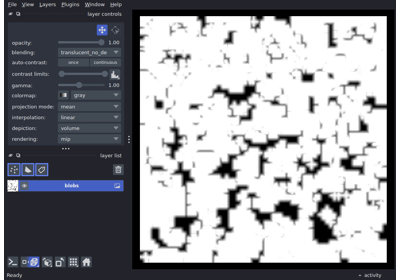 File View Layers Plugins Window Help
layer controls
opacity: 1.00
blending: translucent_no_de
auto-contrast: once continuous
contrast limits:
gamma: 1.00
colormap: gray
projection mode: mean
interpolation: linear
depiction: volume
rendering: mip
layer list
blobs
Ready activity